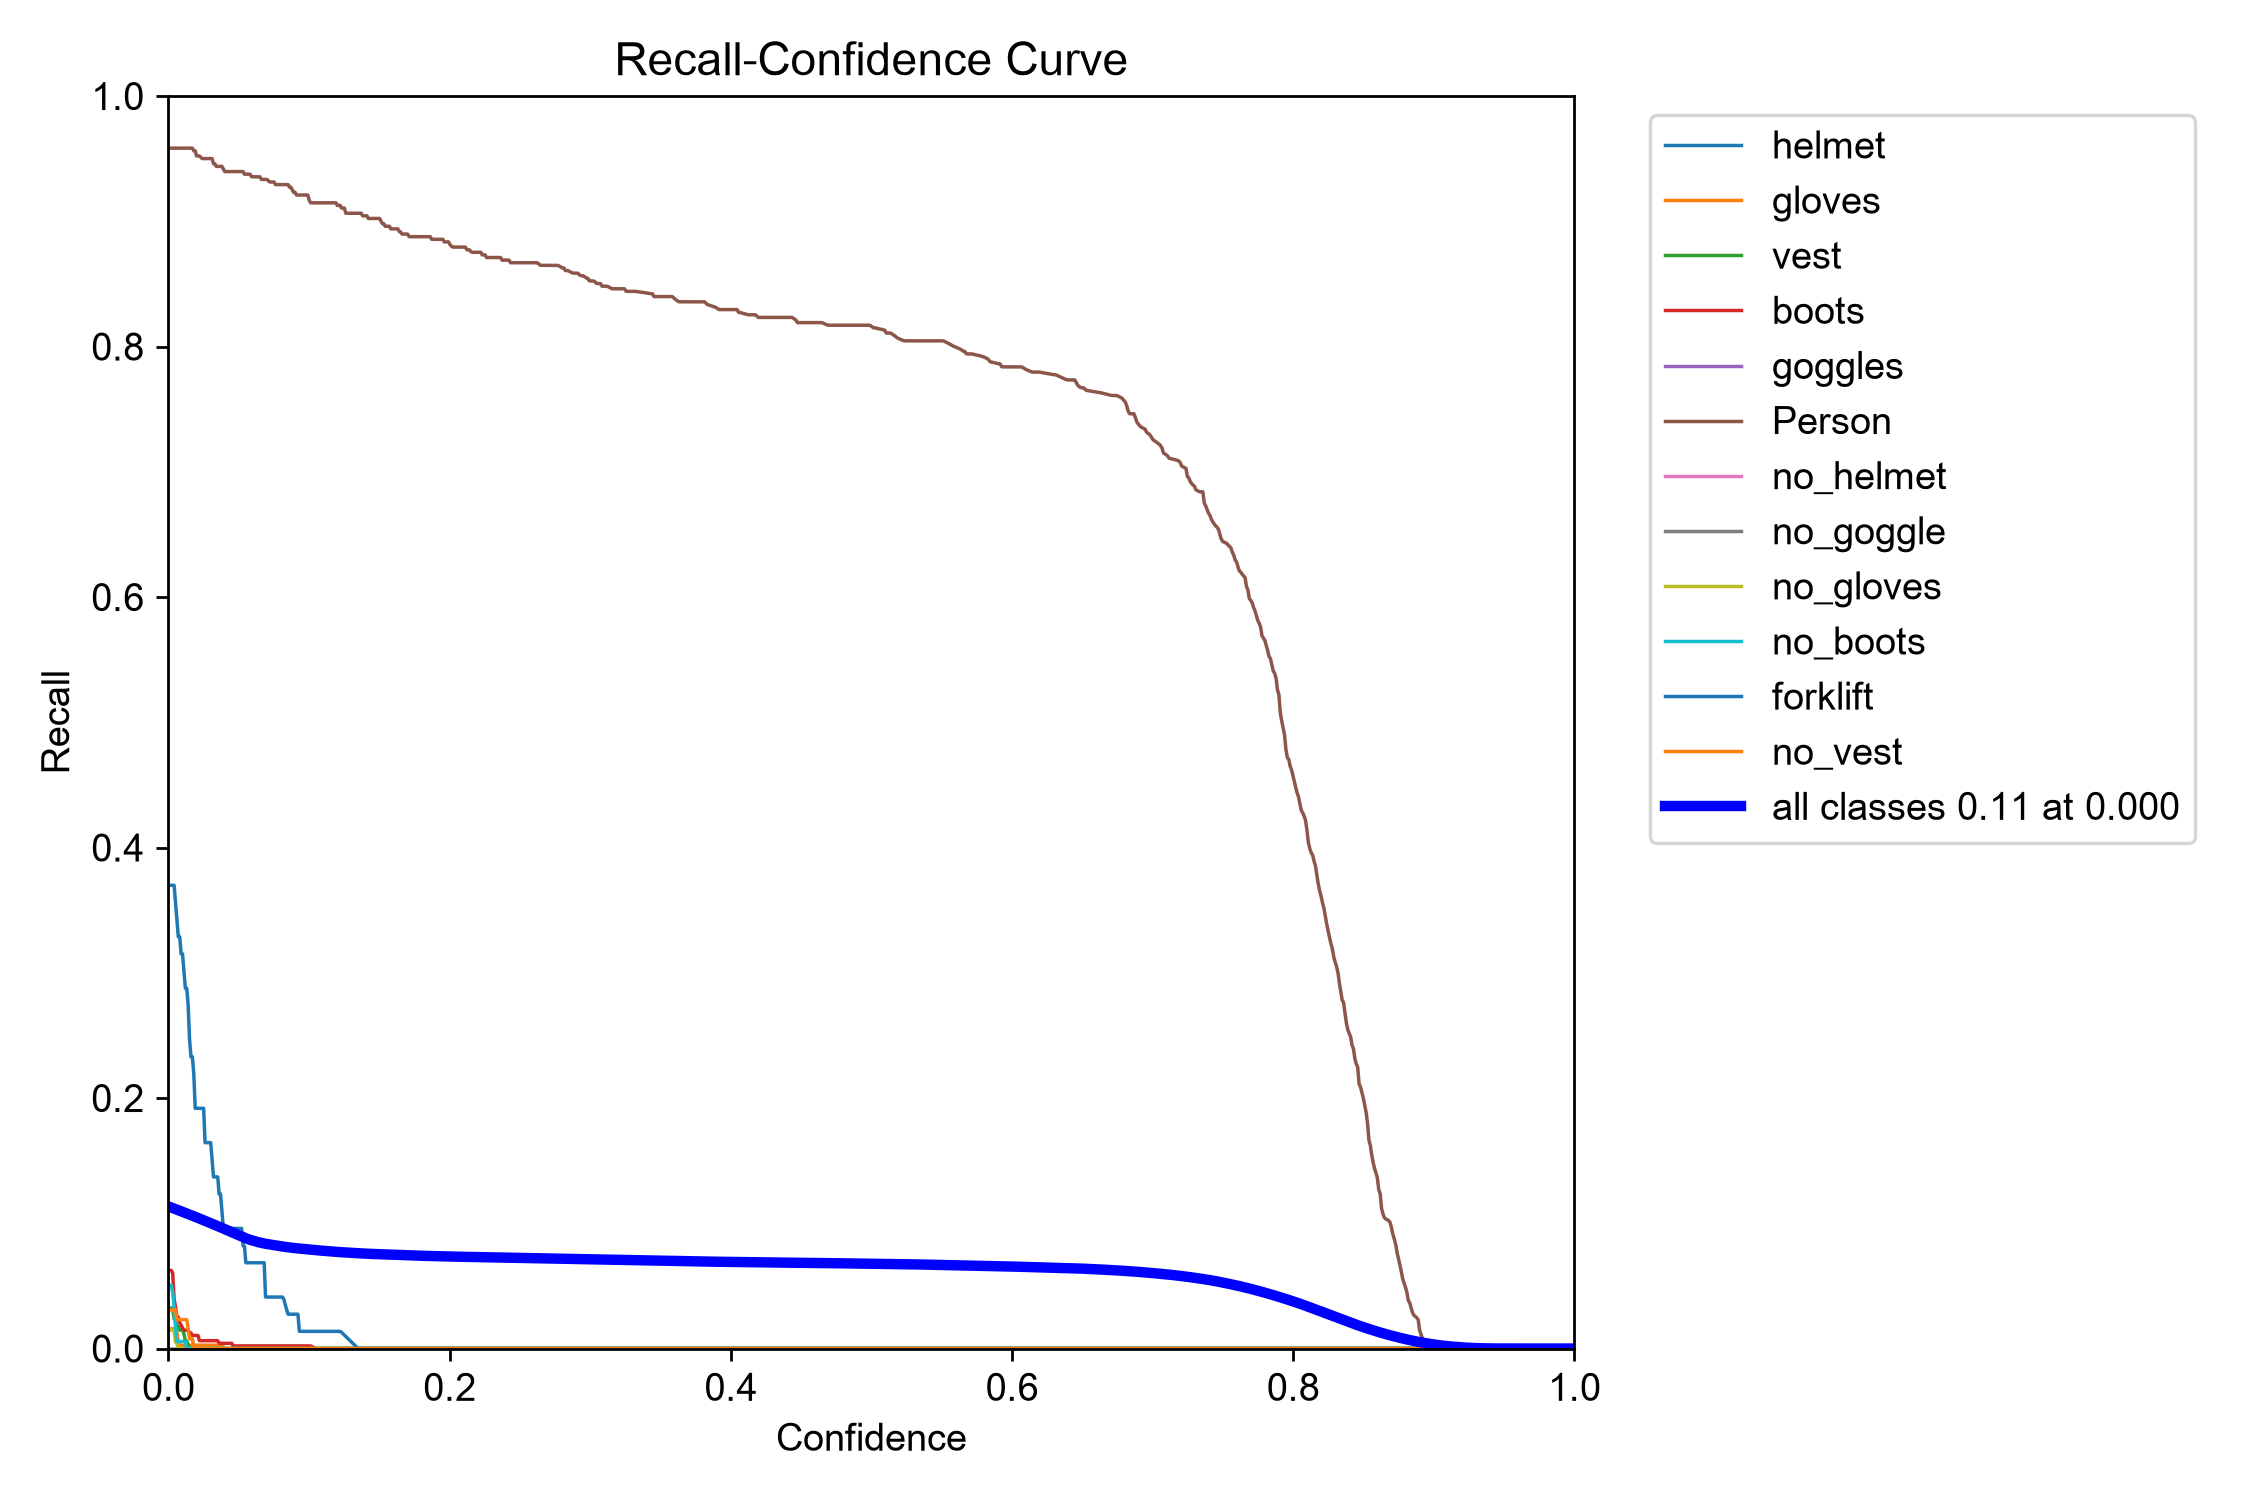 Recall-Confidence Curve
1.0
0.8
0.6
0.4
0.2
0.0
Recall
0.0 0.2 0.4 0.6 0.8 1.0
Confidence
helmet
gloves
vest
boots
goggles
Person
no_helmet
no_goggle
no_gloves
no_boots
forklift
no_vest
all classes 0.11 at 0.000